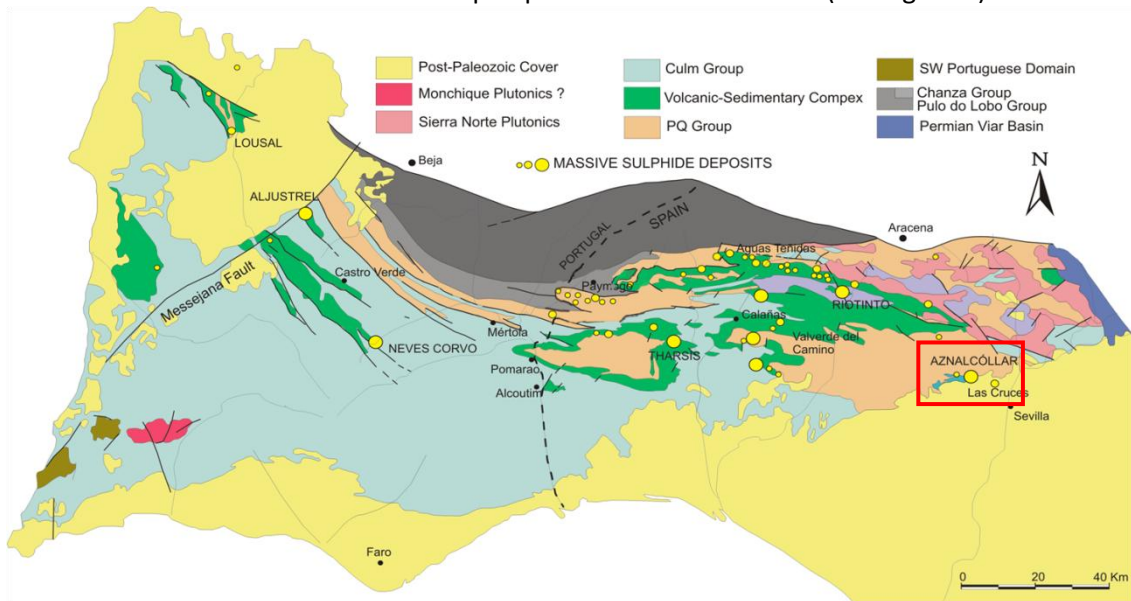 Post-Paleozoic Cover
Monchique Plutonics ?
Sierra Norte Plutonics
Culm Group
Volcanic-Sedimentary Compex
PQ Group
SW Portuguese Domain
Chanza Group
Pulo do Lobo Group
Permian Viar Basin
MASSIVE SULPHIDE DEPOSITS
N
LOUSAL
Beja
ALJUSTREL
PORTUGAL
SPAIN
Aracena
Aguas Teñidas
Castro Verde
Messejana Fault
Paymogo
RIOTINTO
Mértola
Calañas
NEVES CORVO
THARSIS
Valverde del
Camino
Pomarao
AZNALCÓLLAR
Alcoutim
Las Cruces
Sevilla
Faro
0 20 40 Km